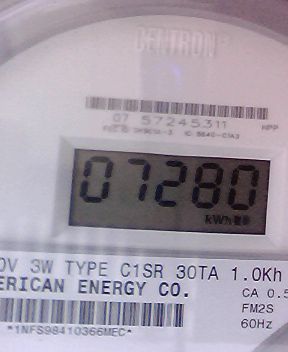 CENTRON
07 57245311
07280
kWh
0V 3W TYPE C1SR 30TA 1.0Kh
ERICAN ENERGY CO.
CA 0.5
FM2S
60Hz
*1NFS98410366MEC*